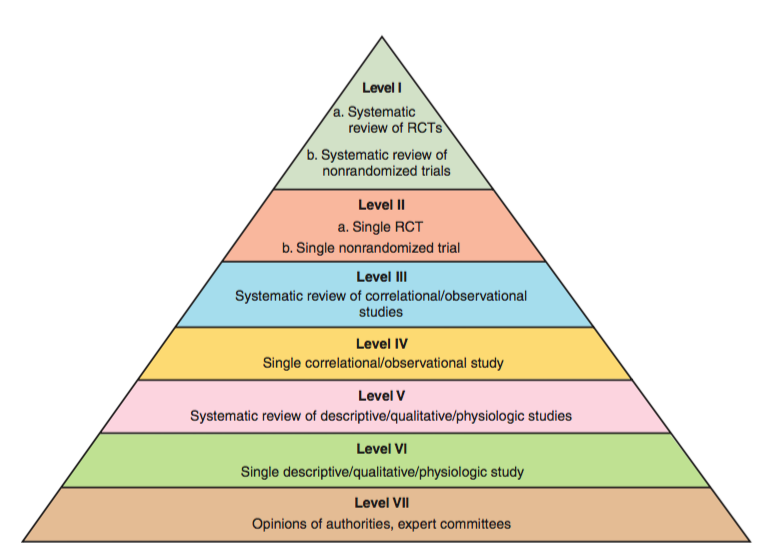 Level I
a. Systematic
review of RCTs
b. Systematic review of
nonrandomized trials
Level II
a. Single RCT
b. Single nonrandomized trial
Level III
Systematic review of correlational/observational
studies
Level IV
Single correlational/observational study
Level V
Systematic review of descriptive/qualitative/physiologic studies
Level VI
Single descriptive/qualitative/physiologic study
Level VII
Opinions of authorities, expert committees